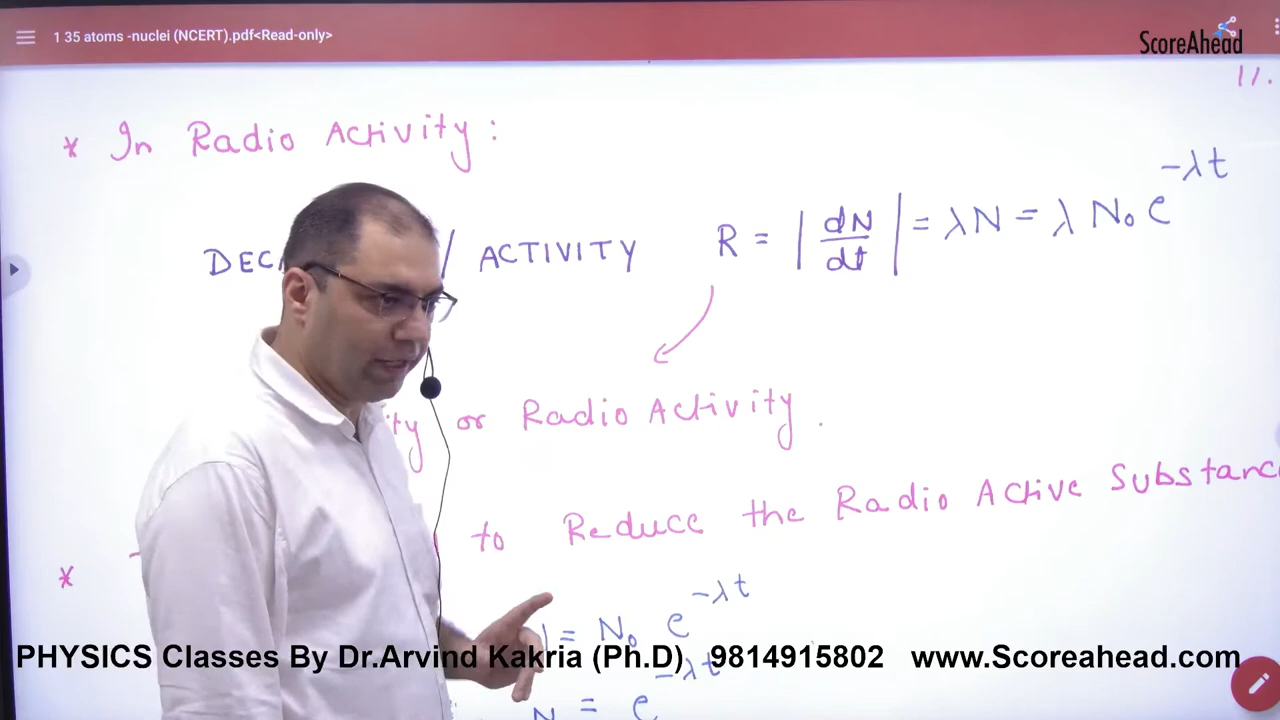 1 35 atoms -nuclei (NCERT).pdf<Read-only>
ScoreAhead
11.
* In Radio Activity :
/ ACTIVITY R = | dN/dt | = λN = λ N₀ e^-λt
or Radio Activity .
* to Reduce the Radio Active Substance
= N₀ e^-λt
PHYSICS Classes By Dr.Arvind Kakria (Ph.D) 9814915802 www.Scoreahead.com
N = e^-λt